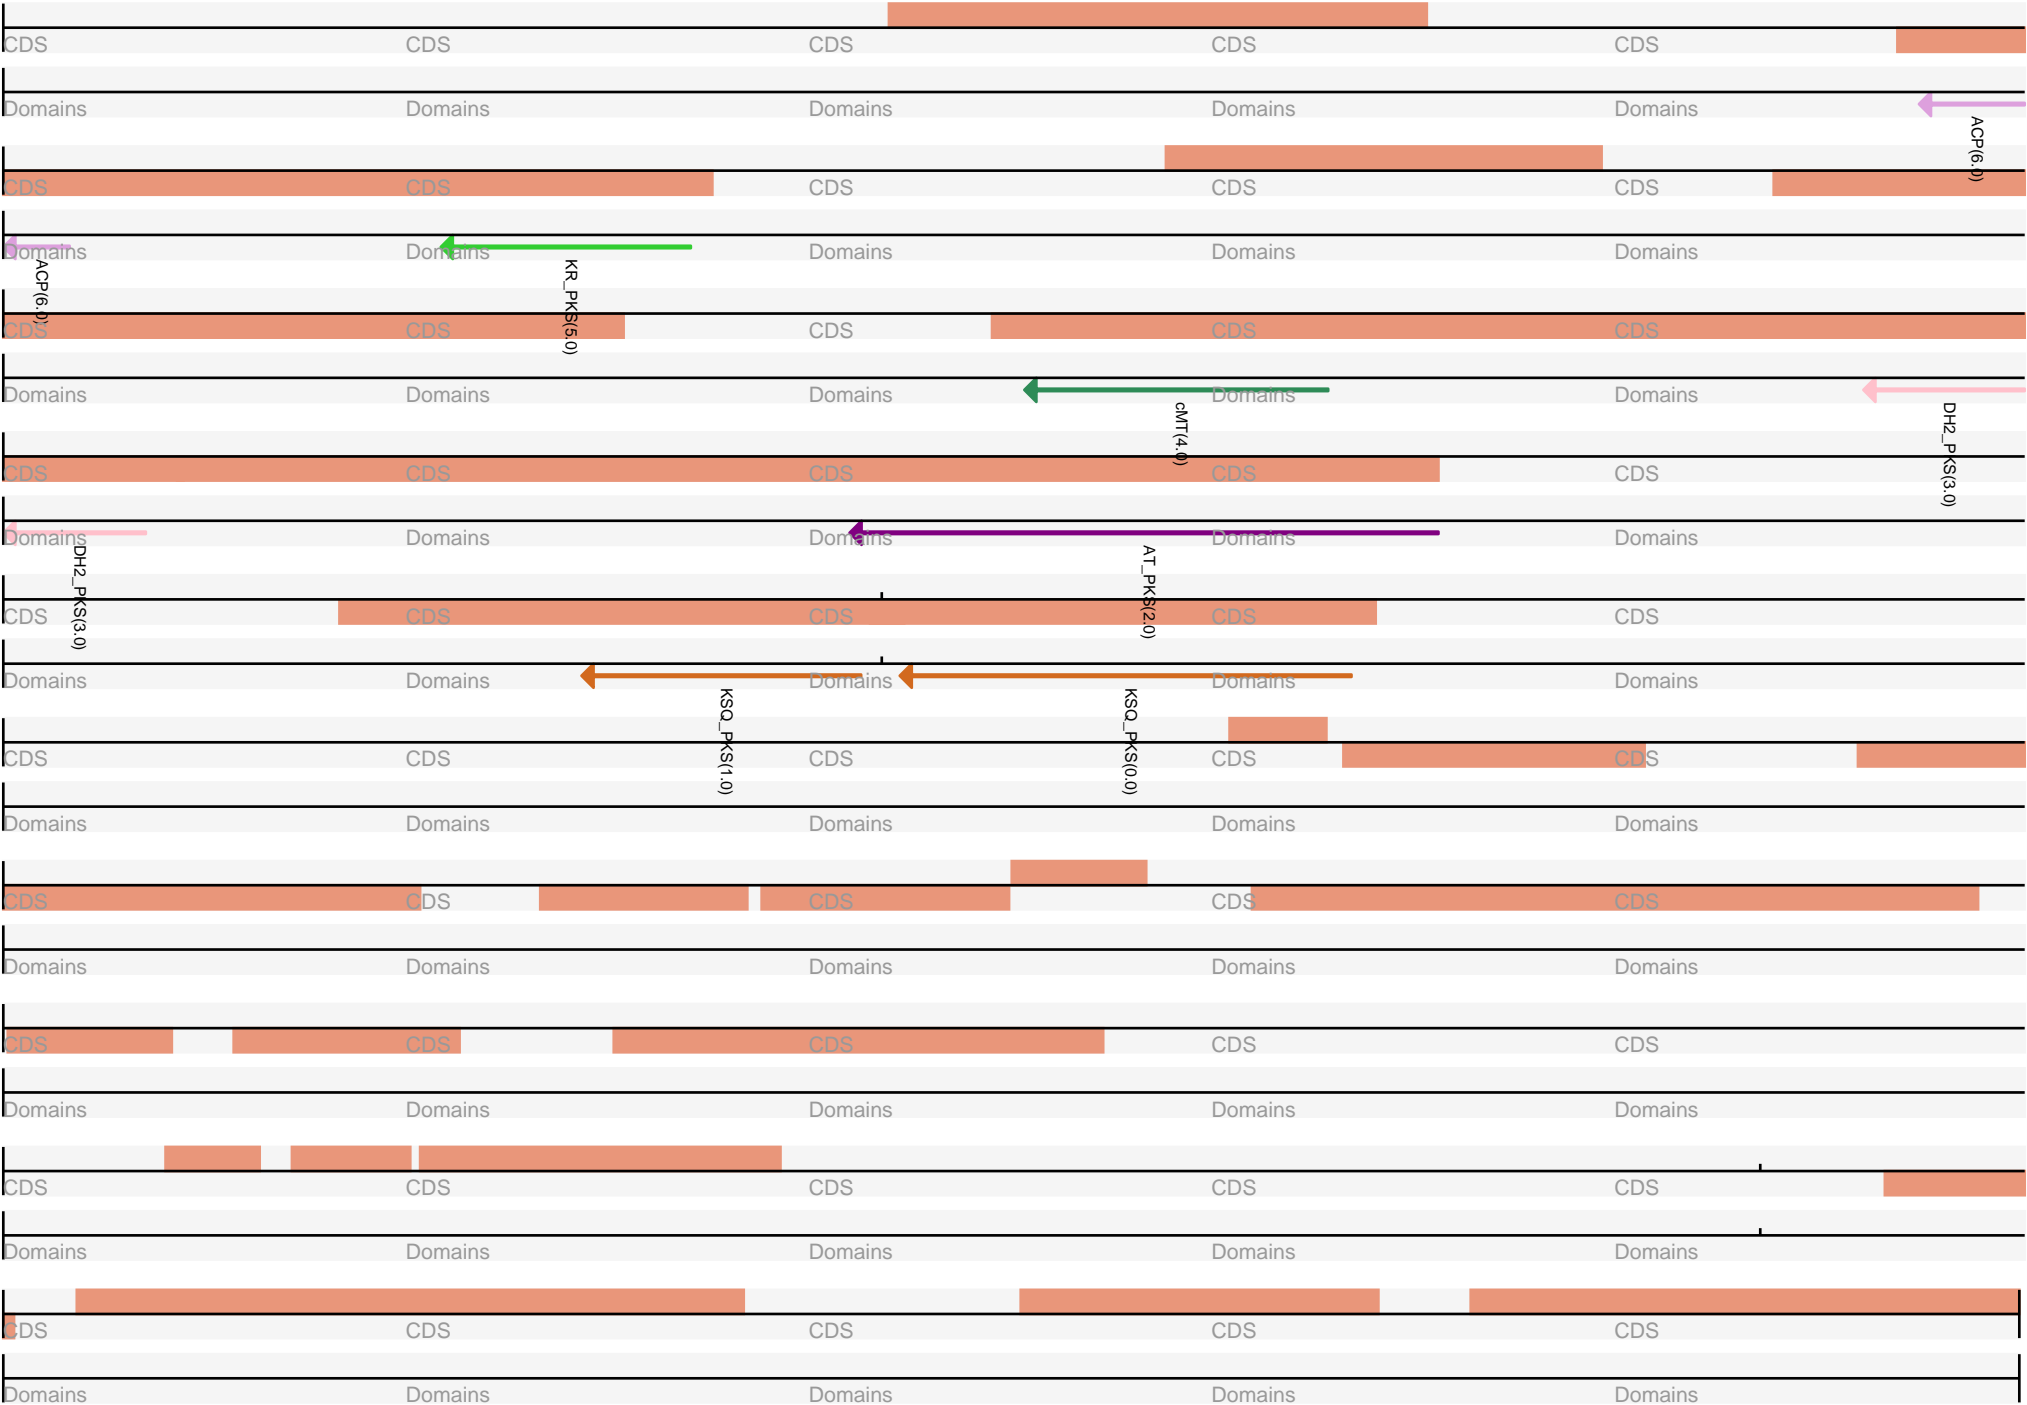 CDS CDS CDS CDS CDS
Domains Domains Domains Domains Domains
ACP(6.0)
CDS CDS CDS CDS CDS
Domains Domains Domains Domains Domains
ACP(6.0) KR_PKS(5.0)
CDS CDS CDS CDS CDS
Domains Domains Domains Domains Domains
cMT(4.0) DH2_PKS(3.0)
CDS CDS CDS CDS CDS
Domains Domains Domains Domains Domains
DH2_PKS(3.0) AT_PKS(2.0)
CDS CDS CDS CDS CDS
Domains Domains Domains Domains Domains
KSQ_PKS(1.0) KSQ_PKS(0.0)
CDS CDS CDS CDS CDS
Domains Domains Domains Domains Domains
CDS CDS CDS CDS CDS
Domains Domains Domains Domains Domains
CDS CDS CDS CDS CDS
Domains Domains Domains Domains Domains
CDS CDS CDS CDS CDS
Domains Domains Domains Domains Domains
CDS CDS CDS CDS CDS
Domains Domains Domains Domains Domains